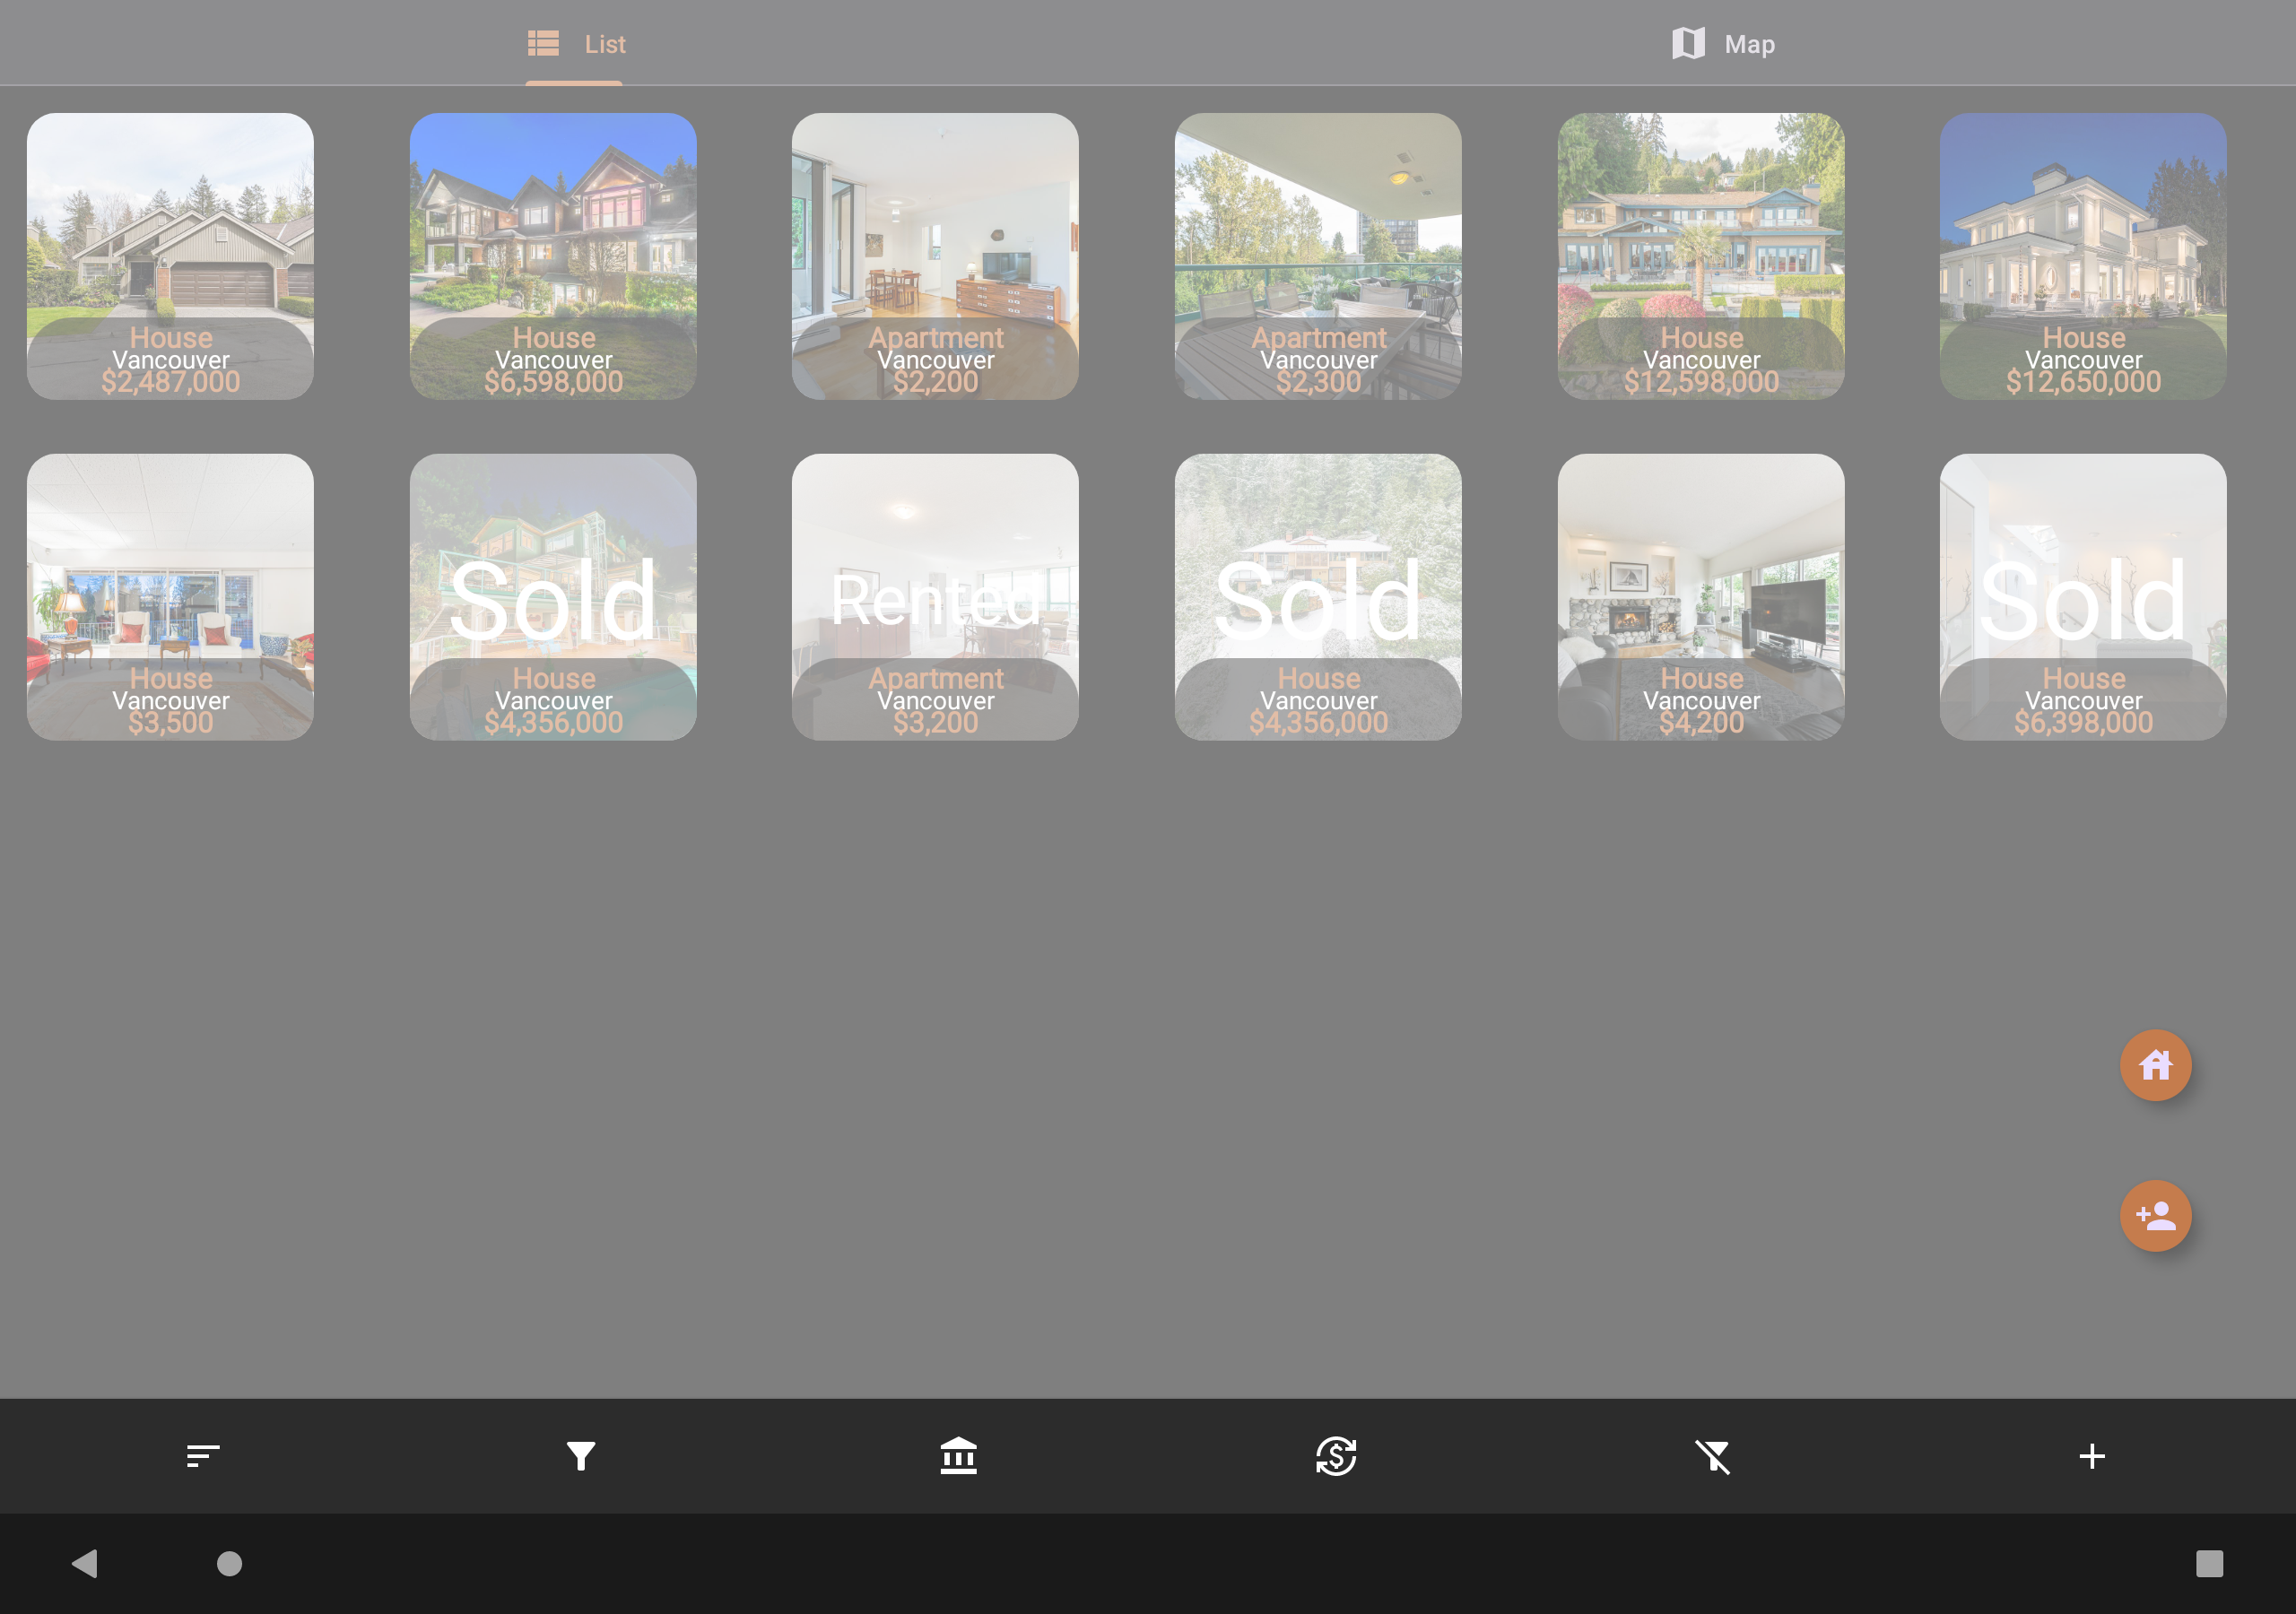 List
Map
House
Vancouver
$2,487,000
House
Vancouver
$6,598,000
Apartment
Vancouver
$2,200
Apartment
Vancouver
$2,300
House
Vancouver
$12,598,000
House
Vancouver
$12,650,000
House
Vancouver
$3,500
Sold
House
Vancouver
$4,356,000
Rented
Apartment
Vancouver
$3,200
Sold
House
Vancouver
$4,356,000
House
Vancouver
$4,200
Sold
House
Vancouver
$6,398,000